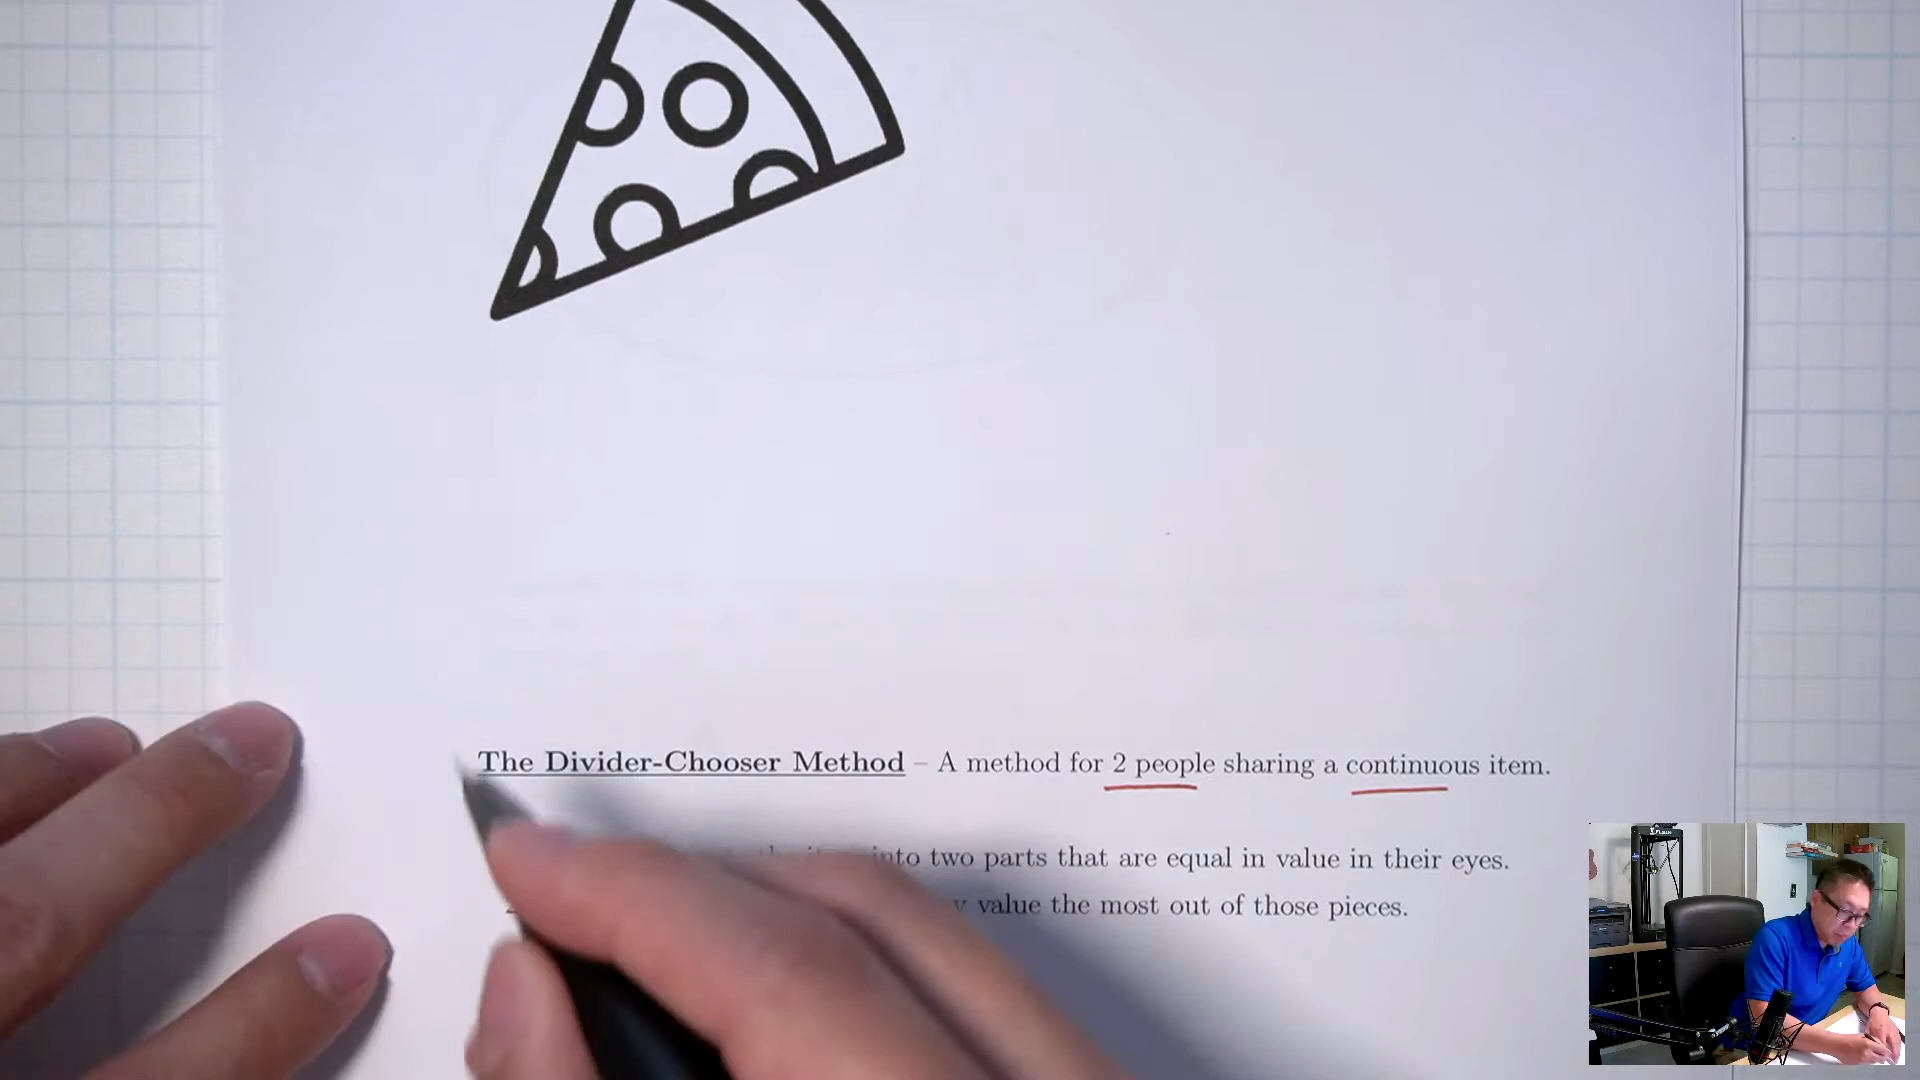 The Divider-Chooser Method – A method for 2 people sharing a continuous item.
into two parts that are equal in value in their eyes.
value the most out of those pieces.